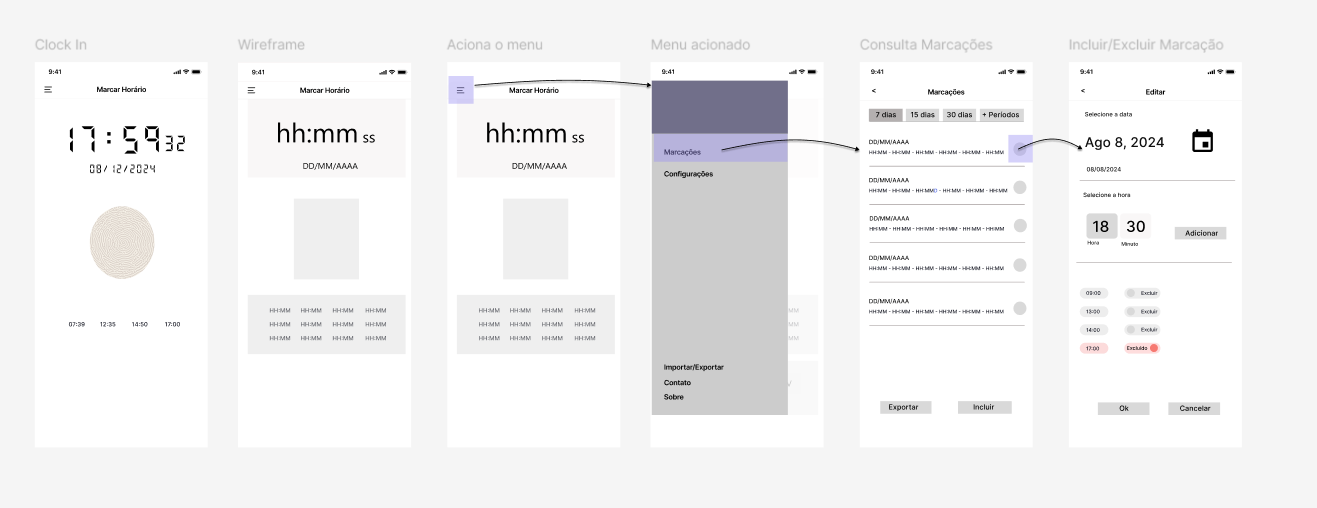 Clock In
9:41
Marcar Horário
17:59 32
08/12/2024
07:39 12:35 14:50 17:00
Wireframe
9:41
Marcar Horário
hh:mm ss
DD/MM/AAAA
HH:MM HH:MM HH:MM HH:MM
HH:MM HH:MM HH:MM HH:MM
HH:MM HH:MM HH:MM HH:MM
Aciona o menu
9:41
Marcar Horário
hh:mm ss
DD/MM/AAAA
HH:MM HH:MM HH:MM HH:MM
HH:MM HH:MM HH:MM HH:MM
HH:MM HH:MM HH:MM HH:MM
Menu acionado
9:41
Marcações
Configurações
Importar/Exportar
Contato
Sobre
Consulta Marcações
9:41
< Marcações
7 dias 15 dias 30 dias + Períodos
DD/MM/AAAA
HH:MM - HH:MM - HH:MM - HH:MM - HH:MM - HH:MM
DD/MM/AAAA
HH:MM - HH:MM - HH:MM - HH:MM - HH:MM - HH:MM
DD/MM/AAAA
HH:MM - HH:MM - HH:MM - HH:MM - HH:MM - HH:MM
DD/MM/AAAA
HH:MM - HH:MM - HH:MM - HH:MM - HH:MM - HH:MM
DD/MM/AAAA
HH:MM - HH:MM - HH:MM - HH:MM - HH:MM - HH:MM
Exportar Incluir
Incluir/Excluir Marcação
9:41
< Editar
Selecione a data
Ago 8, 2024
08/08/2024
Selecione a hora
18 30
Hora Minuto
Adicionar
09:00 Excluir
13:00 Excluir
14:00 Excluir
17:00 Excluído
Ok Cancelar